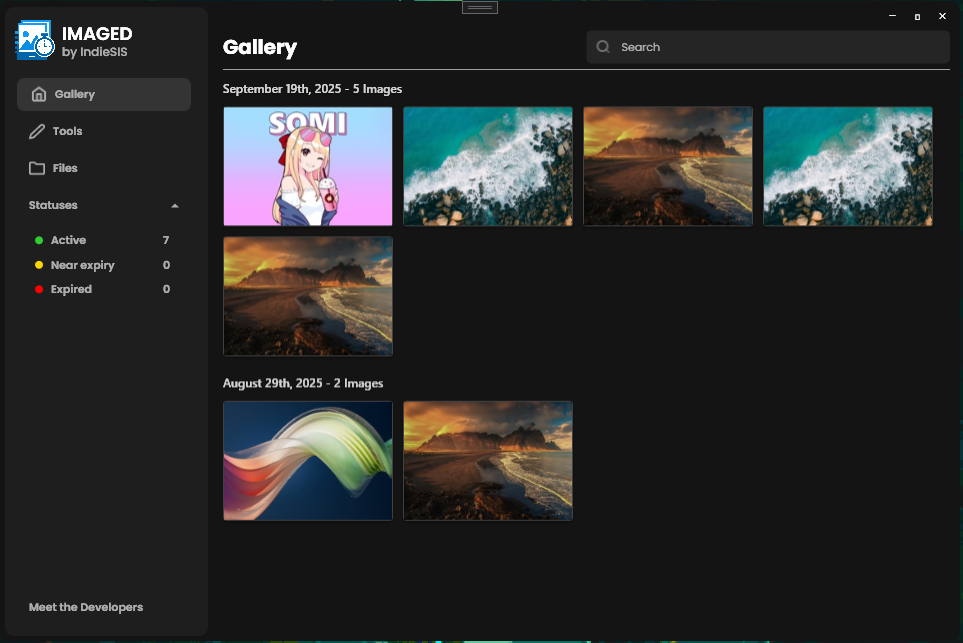 IMAGED
by IndieSIS
Gallery
Tools
Files
Statuses
Active 7
Near expiry 0
Expired 0
Meet the Developers
Gallery
Search
September 19th, 2025 - 5 Images
SOMI
August 29th, 2025 - 2 Images